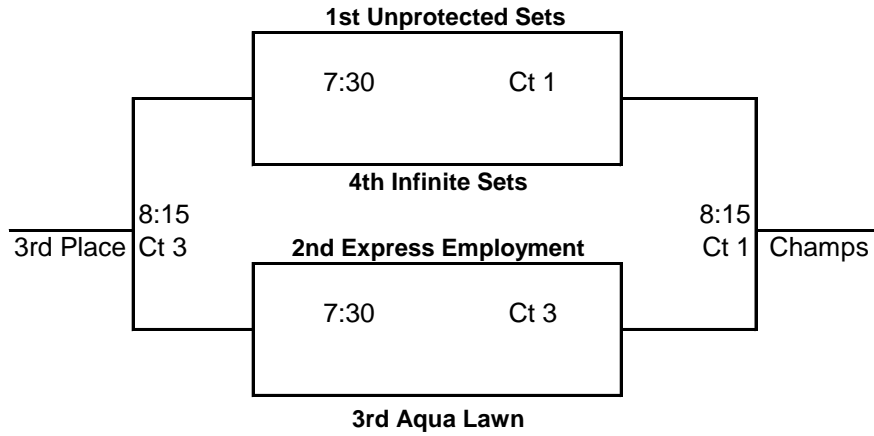 1st Unprotected Sets
7:30 Ct 1
4th Infinite Sets
8:15 8:15
3rd Place Ct 3 Ct 1 Champs
2nd Express Employment
7:30 Ct 3
3rd Aqua Lawn